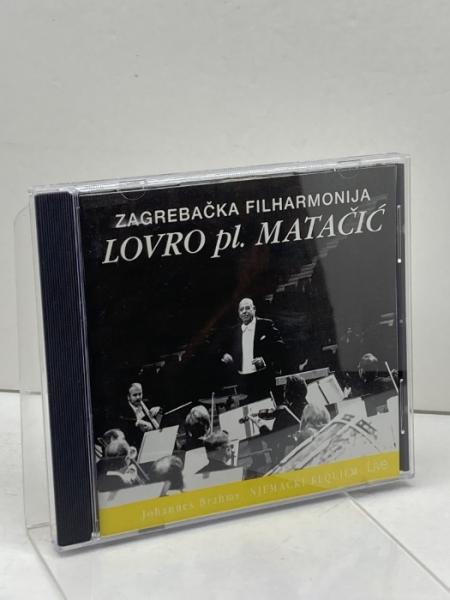 ZAGREBAČKA FILHARMONIJA
LOVRO pl. MATAČIĆ
Johannes Brahms: NJEMAČKI REQUIEM, Live